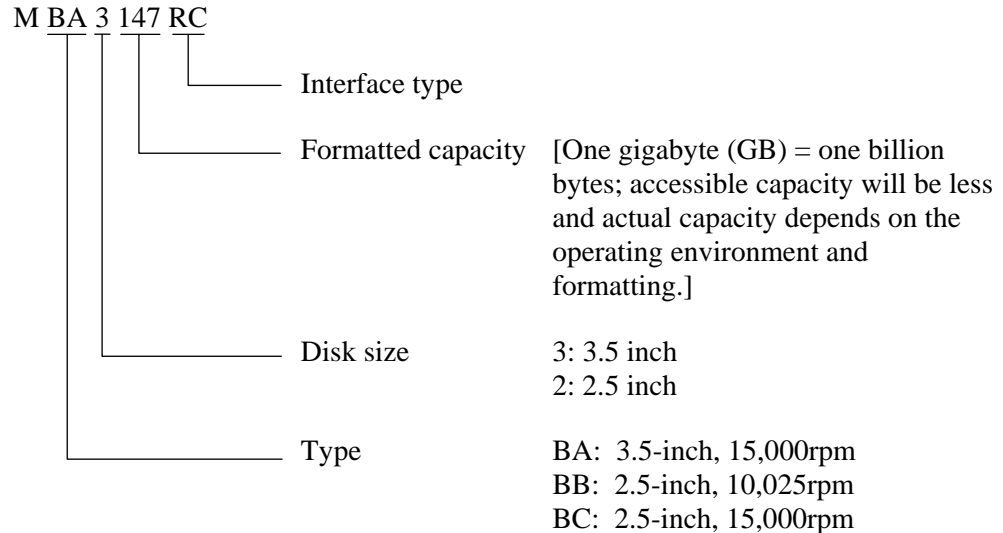 M BA 3 147 RC
Interface type
Formatted capacity [One gigabyte (GB) = one billion
bytes; accessible capacity will be less
and actual capacity depends on the
operating environment and
formatting.]
Disk size 3: 3.5 inch
2: 2.5 inch
Type BA: 3.5-inch, 15,000rpm
BB: 2.5-inch, 10,025rpm
BC: 2.5-inch, 15,000rpm